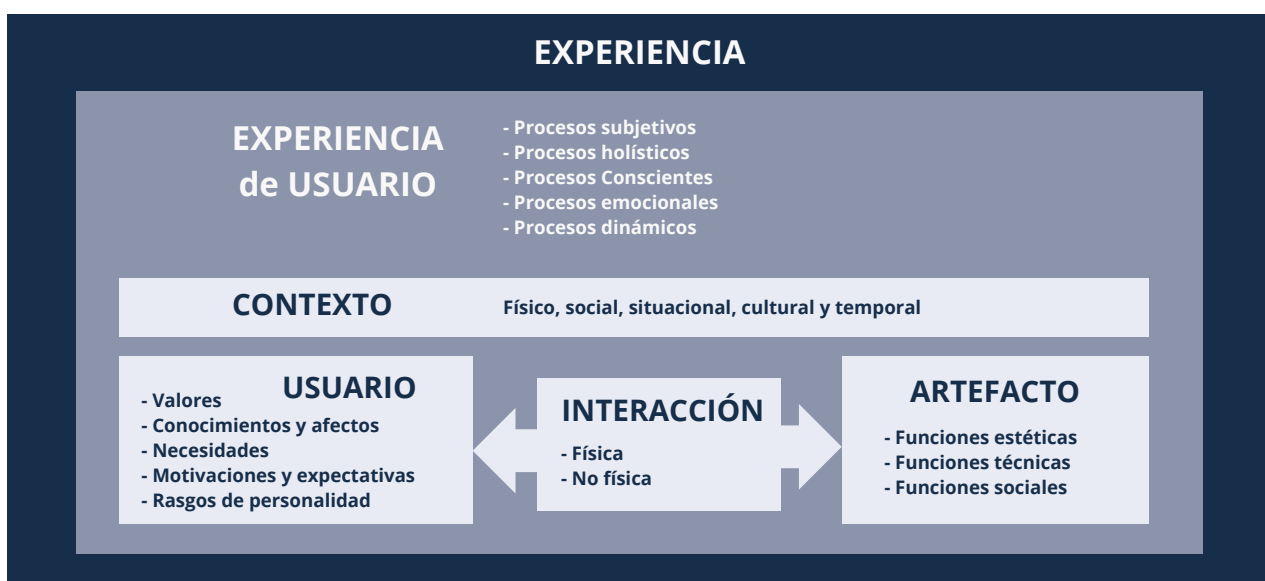 EXPERIENCIA
EXPERIENCIA
de USUARIO
- Procesos subjetivos
- Procesos holísticos
- Procesos Conscientes
- Procesos emocionales
- Procesos dinámicos
CONTEXTO
Físico, social, situacional, cultural y temporal
USUARIO
- Valores
- Conocimientos y afectos
- Necesidades
- Motivaciones y expectativas
- Rasgos de personalidad
INTERACCIÓN
- Física
- No física
ARTEFACTO
- Funciones estéticas
- Funciones técnicas
- Funciones sociales